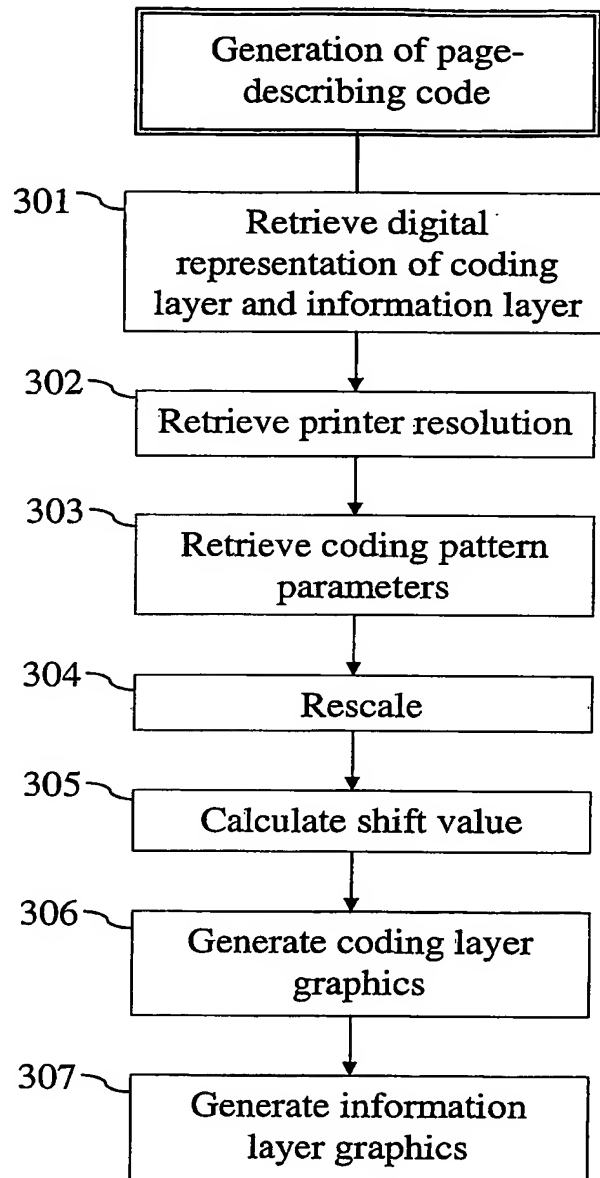 Generation of page-
describing code
301
Retrieve digital
representation of coding
layer and information layer
302
Retrieve printer resolution
303
Retrieve coding pattern
parameters
304
Rescale
305
Calculate shift value
306
Generate coding layer
graphics
307
Generate information
layer graphics